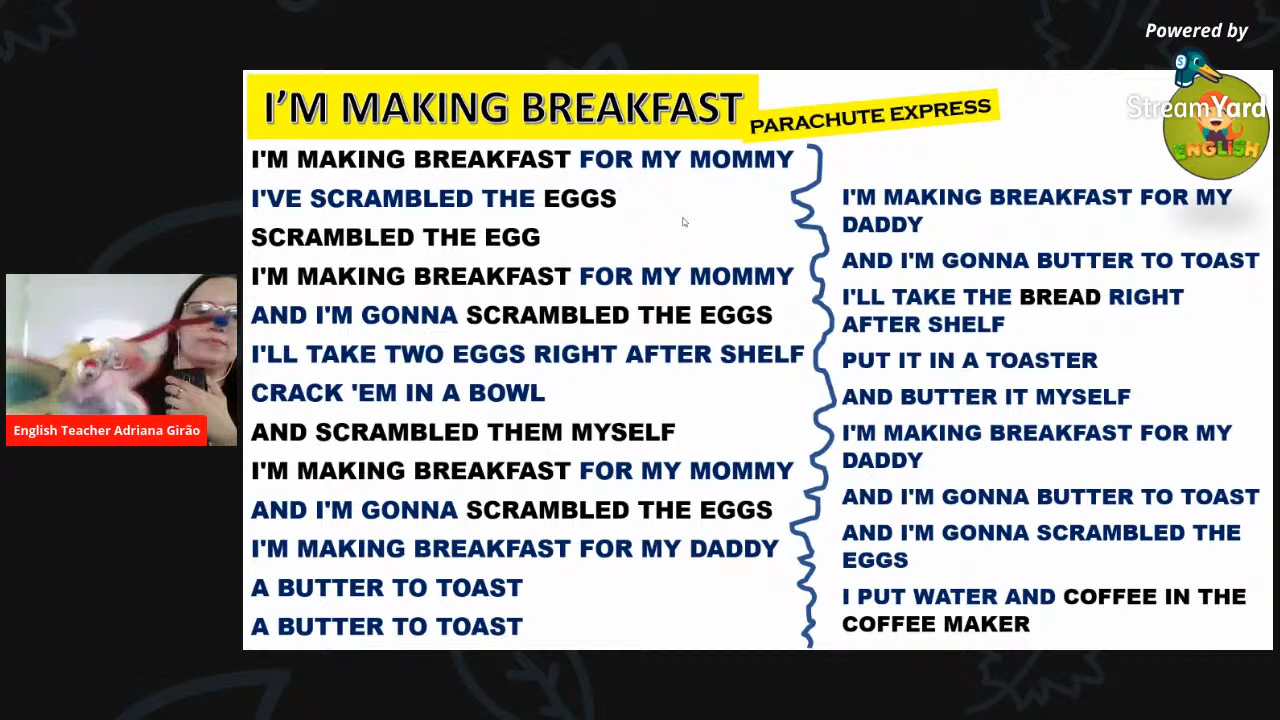 Powered by
StreamYard
ENGLISH
I'M MAKING BREAKFAST
PARACHUTE EXPRESS
I'M MAKING BREAKFAST FOR MY MOMMY
I'VE SCRAMBLED THE EGGS
SCRAMBLED THE EGG
I'M MAKING BREAKFAST FOR MY MOMMY
AND I'M GONNA SCRAMBLED THE EGGS
I'LL TAKE TWO EGGS RIGHT AFTER SHELF
CRACK 'EM IN A BOWL
AND SCRAMBLED THEM MYSELF
I'M MAKING BREAKFAST FOR MY MOMMY
AND I'M GONNA SCRAMBLED THE EGGS
I'M MAKING BREAKFAST FOR MY DADDY
A BUTTER TO TOAST
A BUTTER TO TOAST
I'M MAKING BREAKFAST FOR MY
DADDY
AND I'M GONNA BUTTER TO TOAST
I'LL TAKE THE BREAD RIGHT
AFTER SHELF
PUT IT IN A TOASTER
AND BUTTER IT MYSELF
I'M MAKING BREAKFAST FOR MY
DADDY
AND I'M GONNA BUTTER TO TOAST
AND I'M GONNA SCRAMBLED THE
EGGS
I PUT WATER AND COFFEE IN THE
COFFEE MAKER
English Teacher Adriana Girão